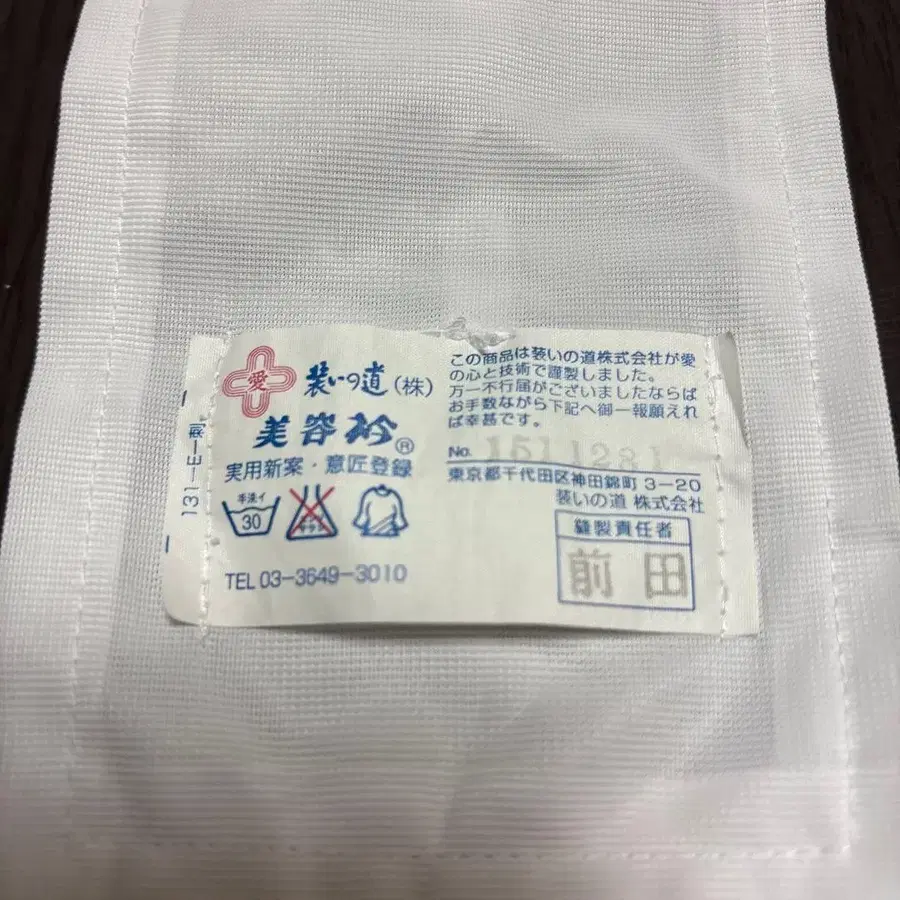 愛 装いの道(株)
美容衿®
実用新案・意匠登録
手洗イ
30
TEL 03-3649-3010
この商品は装いの道株式会社が愛
の心と技術で謹製しました。
万一不行届がございましたならば
お手数ながら下記へ御一報願えれ
ば幸甚です。
No. 1511281
東京都千代田区神田錦町3-20
装いの道 株式会社
縫製責任者
前田